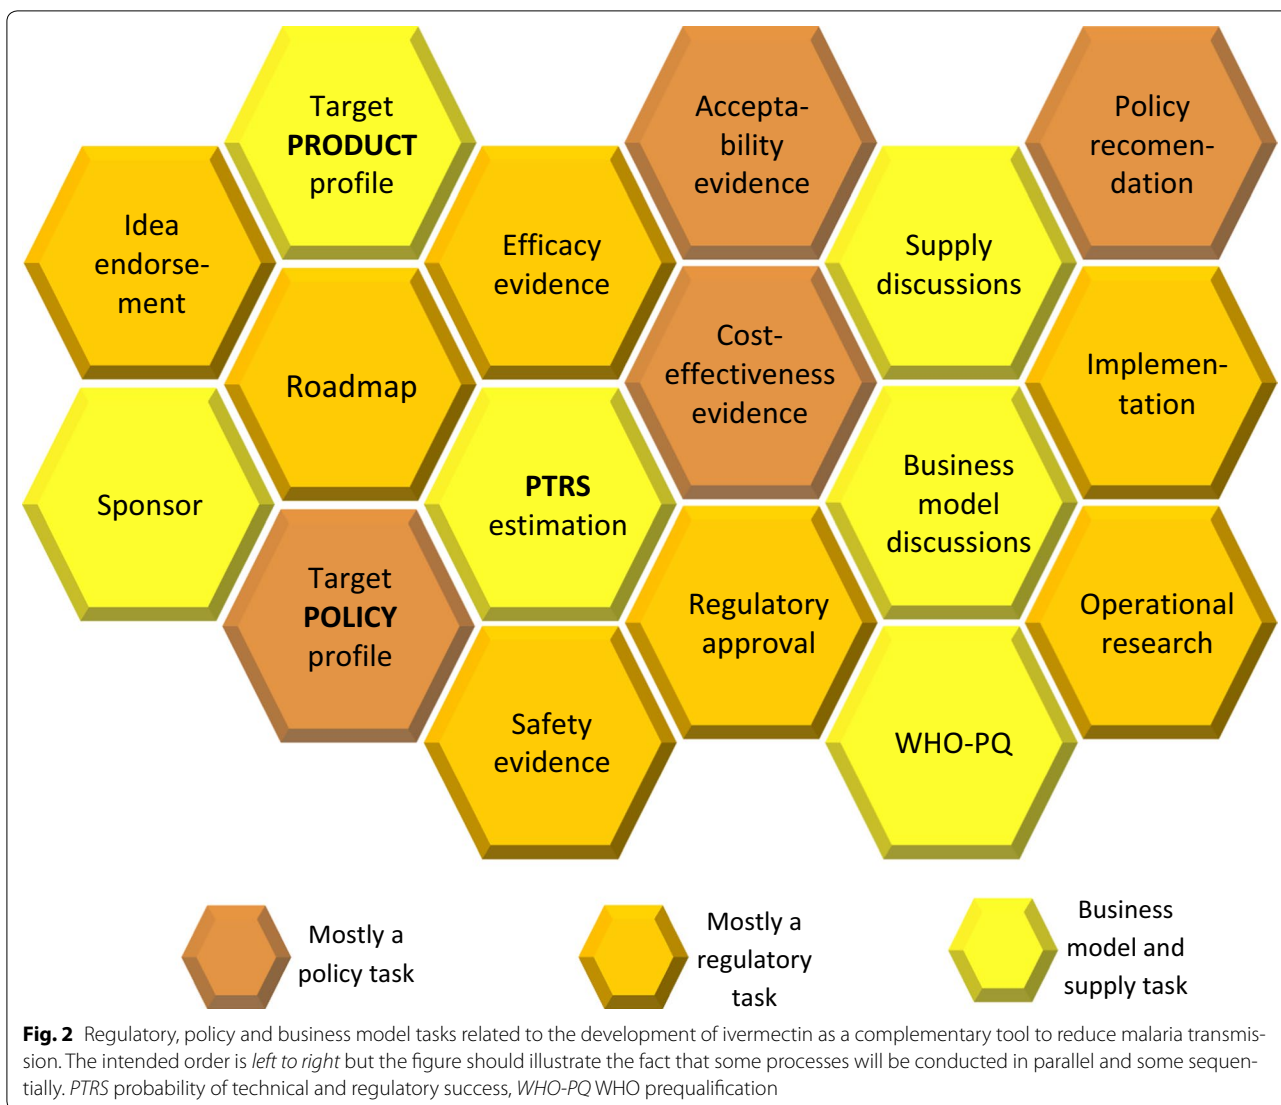 Idea
endorse-
ment
Sponsor
Target
PRODUCT
profile
Roadmap
Target
POLICY
profile
Efficacy
evidence
PTRS
estimation
Safety
evidence
Accepta-
bility
evidence
Cost-
effectiveness
evidence
Regulatory
approval
Supply
discussions
Business
model
discussions
WHO-PQ
Policy
recomen-
dation
Implemen-
tation
Operational
research
Mostly a
policy task
Mostly a
regulatory
task
Business
model and
supply task
Fig. 2 Regulatory, policy and business model tasks related to the development of ivermectin as a complementary tool to reduce malaria transmis-
sion. The intended order is left to right but the figure should illustrate the fact that some processes will be conducted in parallel and some sequen-
tially. PTRS probability of technical and regulatory success, WHO-PQ WHO prequalification